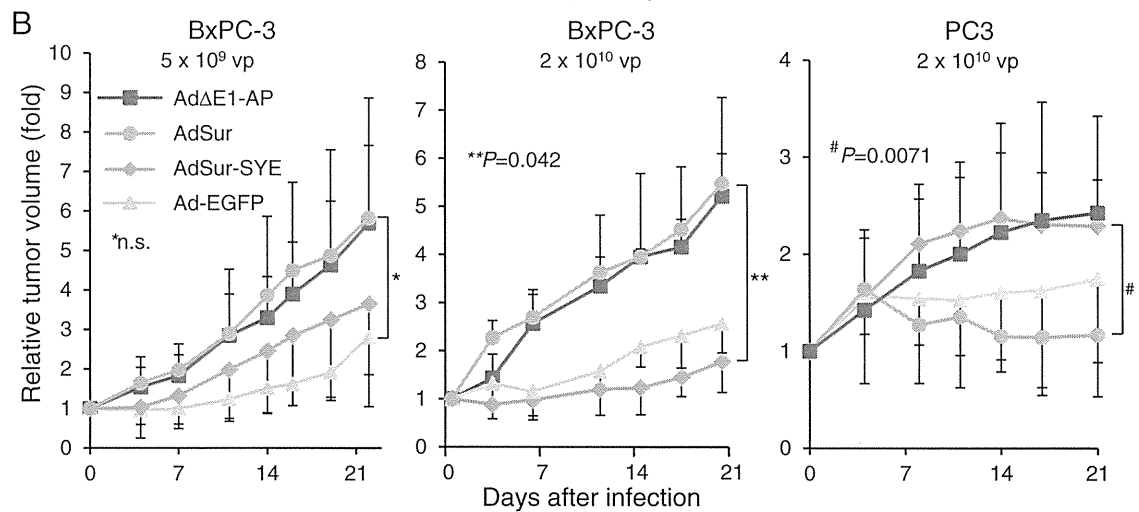 B
BxPC-3
5 x 10⁹ vp
BxPC-3
2 x 10¹⁰ vp
PC3
2 x 10¹⁰ vp
Relative tumor volume (fold)
10
9
8
7
6
5
4
3
2
1
0
AdΔE1-AP
AdSur
AdSur-SYE
Ad-EGFP
*n.s.
*
0
7
14
21
8
7
6
5
4
3
2
1
0
**P=0.042
**
0
7
14
21
4
3
2
1
0
#P=0.0071
#
0
7
14
21
Days after infection